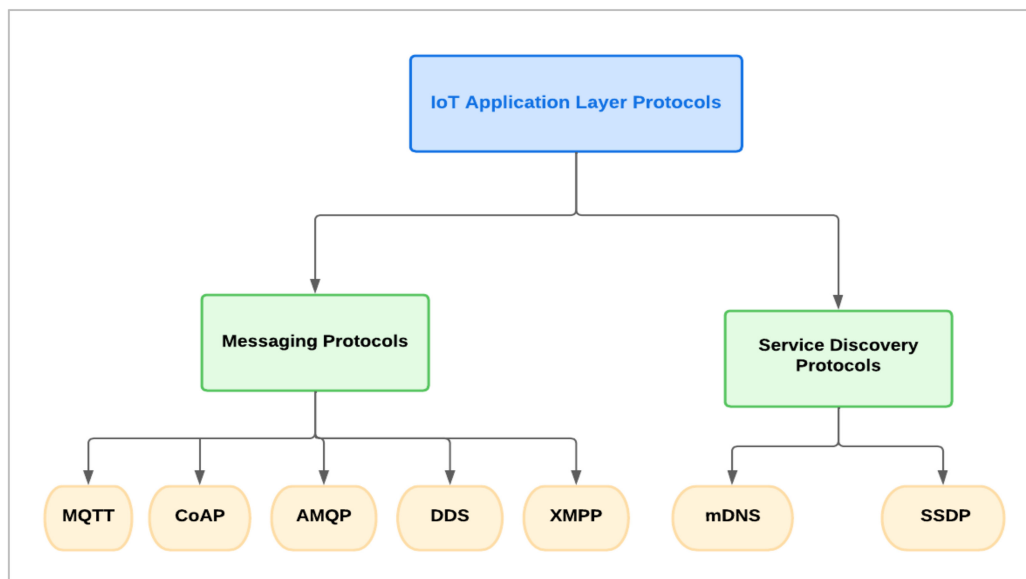 IoT Application Layer Protocols
Messaging Protocols
Service Discovery
Protocols
MQTT
CoAP
AMQP
DDS
XMPP
mDNS
SSDP